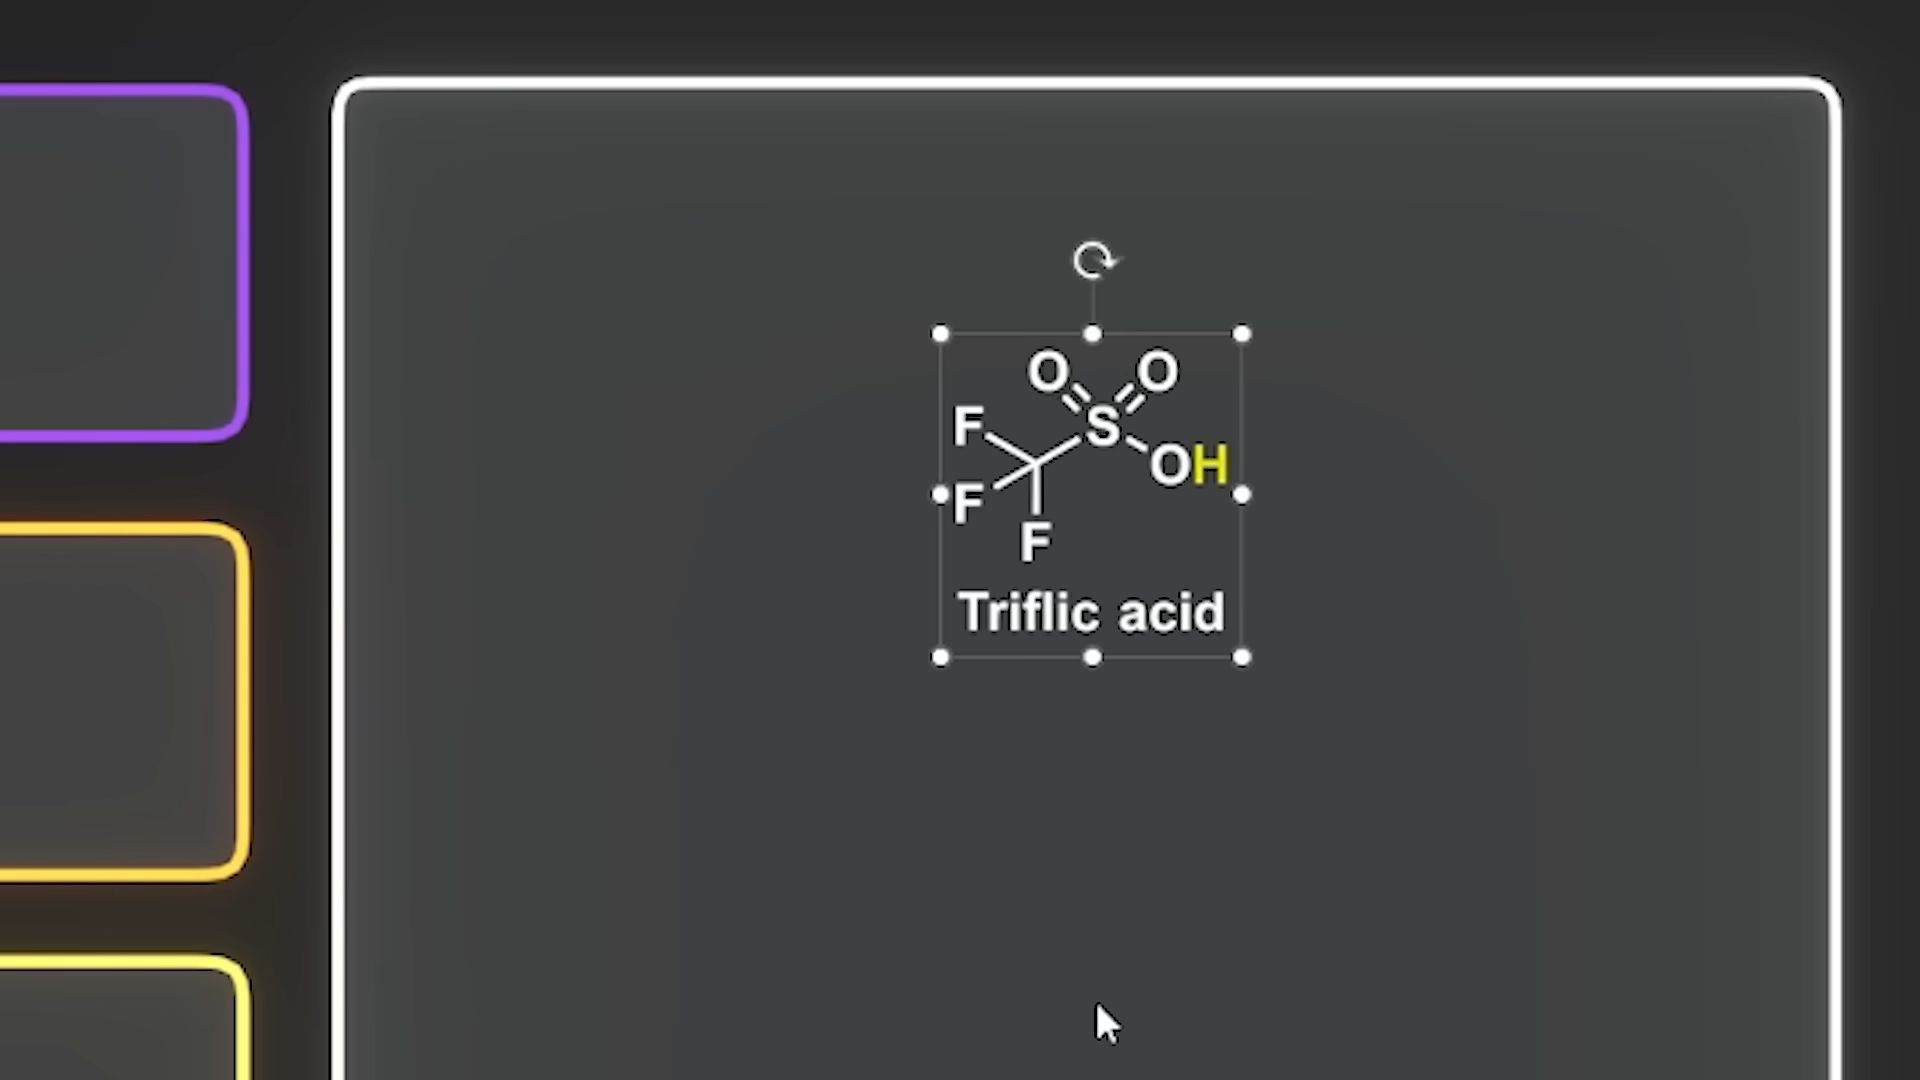 O O
F S
OH
F
F
Triflic acid